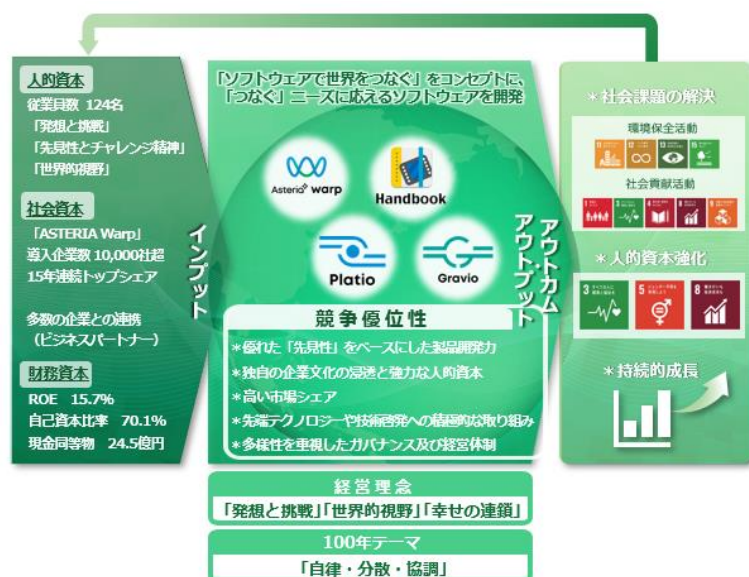 人的資本
従業員数 124名
「発想と挑戦」
「先見性とチャレンジ精神」
「世界的視野」
社会資本
「ASTERIA Warp」
導入企業数 10,000社超
15年連続トップシェア
多数の企業との連携
（ビジネスパートナー）
財務資本
ROE 15.7%
自己資本比率 70.1%
現金同等物 24.5億円
インプット
「ソフトウェアで世界をつなぐ」をコンセプトに、
「つなぐ」ニーズに応えるソフトウェアを開発
Asteria warp
Handbook
Platio
Gravio
競争優位性
＊優れた「先見性」をベースにした製品開発力
＊独自の企業文化の浸透と強力な人的資本
＊高い市場シェア
＊先端テクノロジーや技術啓発への積極的な取り組み
＊多様性を重視したガバナンス及び経営体制
アウトプット・
アウトカム
＊社会課題の解決
環境保全活動
11
12
13
15
社会貢献活動
1
3
4
8
9
＊人的資本強化
3
5
8
＊持続的成長
経営理念
「発想と挑戦」「世界的視野」「幸せの連鎖」
100年テーマ
「自律・分散・協調」